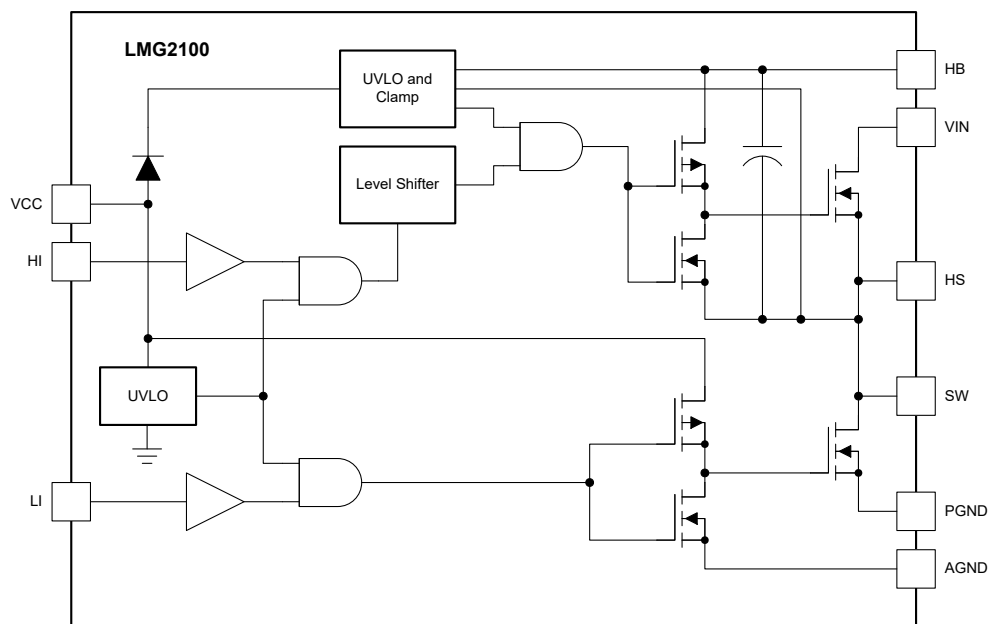 LMG2100
UVLO and
Clamp
HB
VIN
Level Shifter
VCC
HI
HS
UVLO
SW
LI
PGND
AGND